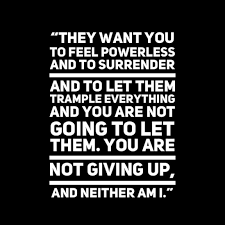 “THEY WANT YOU
TO FEEL POWERLESS
AND TO SURRENDER
AND TO LET THEM
TRAMPLE EVERYTHING
AND YOU ARE NOT
GOING TO LET
THEM. YOU ARE
NOT GIVING UP,
AND NEITHER AM I.”